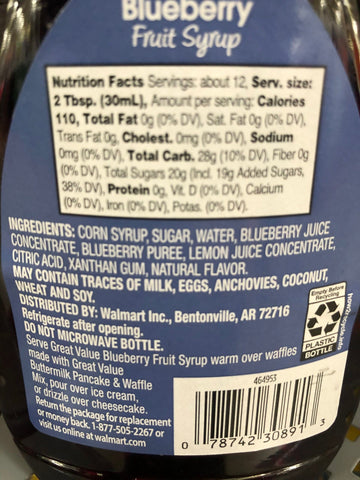 Blueberry
Fruit Syrup
Nutrition Facts Servings: about 12, Serv. size:
2 Tbsp. (30mL), Amount per serving: Calories
110, Total Fat 0g (0% DV), Sat. Fat 0g (0% DV),
Trans Fat 0g, Cholest. 0mg (0% DV), Sodium
0mg (0% DV), Total Carb. 28g (10% DV), Fiber 0g
(0% DV), Total Sugars 20g (Incl. 19g Added Sugars,
38% DV), Protein 0g, Vit. D (0% DV), Calcium
(0% DV), Iron (0% DV), Potas. (0% DV).
INGREDIENTS: CORN SYRUP, SUGAR, WATER, BLUEBERRY JUICE
CONCENTRATE, BLUEBERRY PUREE, LEMON JUICE CONCENTRATE,
CITRIC ACID, XANTHAN GUM, NATURAL FLAVOR.
MAY CONTAIN TRACES OF MILK, EGGS, ANCHOVIES, COCONUT,
WHEAT AND SOY.
DISTRIBUTED BY: Walmart Inc., Bentonville, AR 72716
Refrigerate after opening.
DO NOT MICROWAVE BOTTLE.
Serve Great Value Blueberry Fruit Syrup warm over waffles
made with Great Value
Buttermilk Pancake & Waffle
Mix, pour over ice cream,
or drizzle over cheesecake.
Return the package for replacement
or money back. 1-877-505-2267 or
visit us online at walmart.com.
Empty Before
Recycling
PLASTIC
BOTTLE
how2recycle.info
464953
0 78742 30891 3